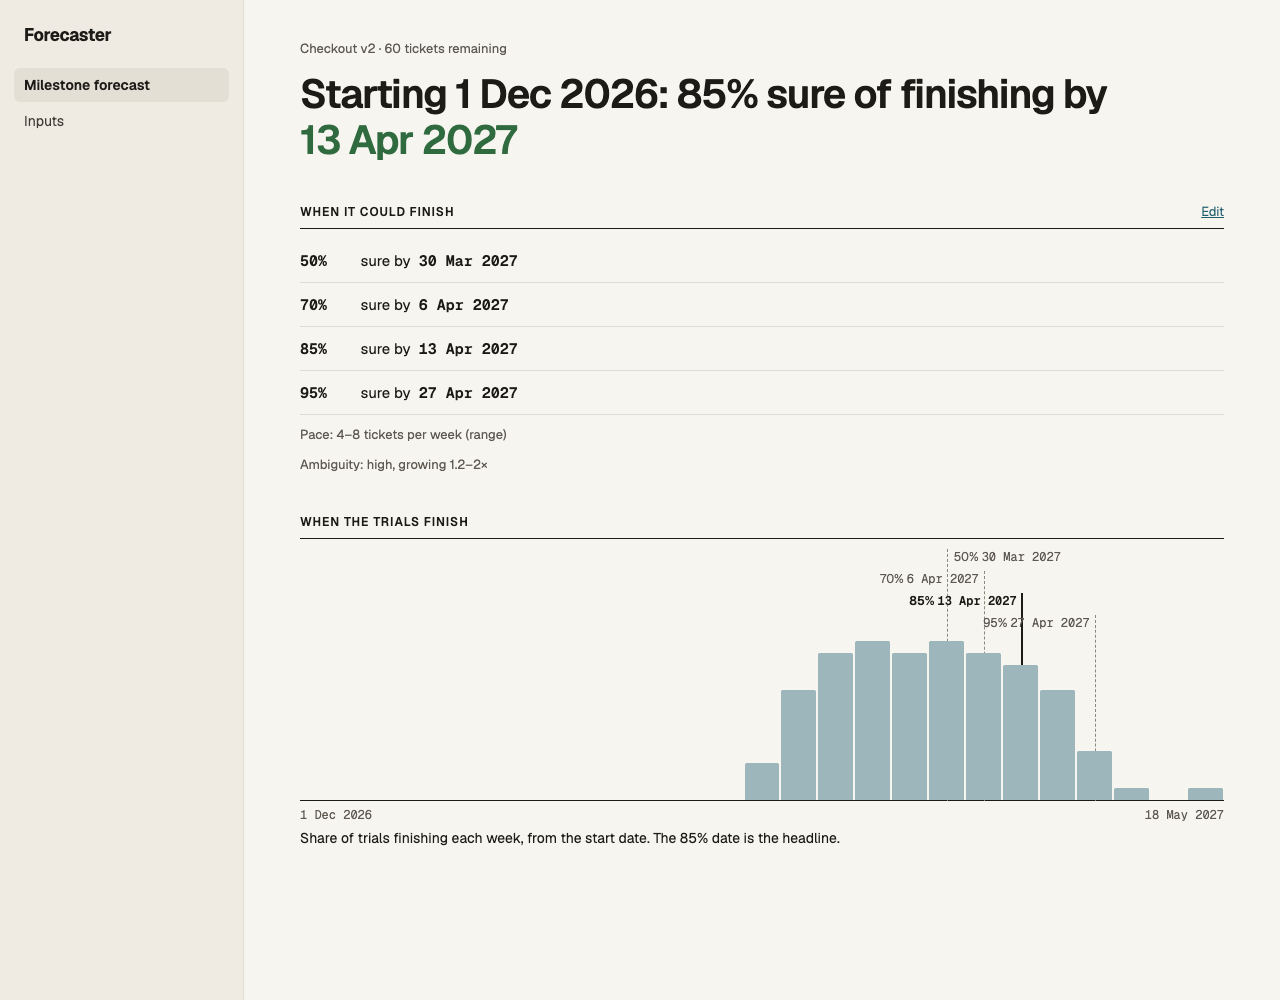 Forecaster
Milestone forecast
Inputs
Checkout v2 · 60 tickets remaining
Starting 1 Dec 2026: 85% sure of finishing by
13 Apr 2027
WHEN IT COULD FINISH
Edit
50% sure by 30 Mar 2027
70% sure by 6 Apr 2027
85% sure by 13 Apr 2027
95% sure by 27 Apr 2027
Pace: 4–8 tickets per week (range)
Ambiguity: high, growing 1.2–2×
WHEN THE TRIALS FINISH
50% 30 Mar 2027
70% 6 Apr 2027
85% 13 Apr 2027
95% 27 Apr 2027
1 Dec 2026
18 May 2027
Share of trials finishing each week, from the start date. The 85% date is the headline.